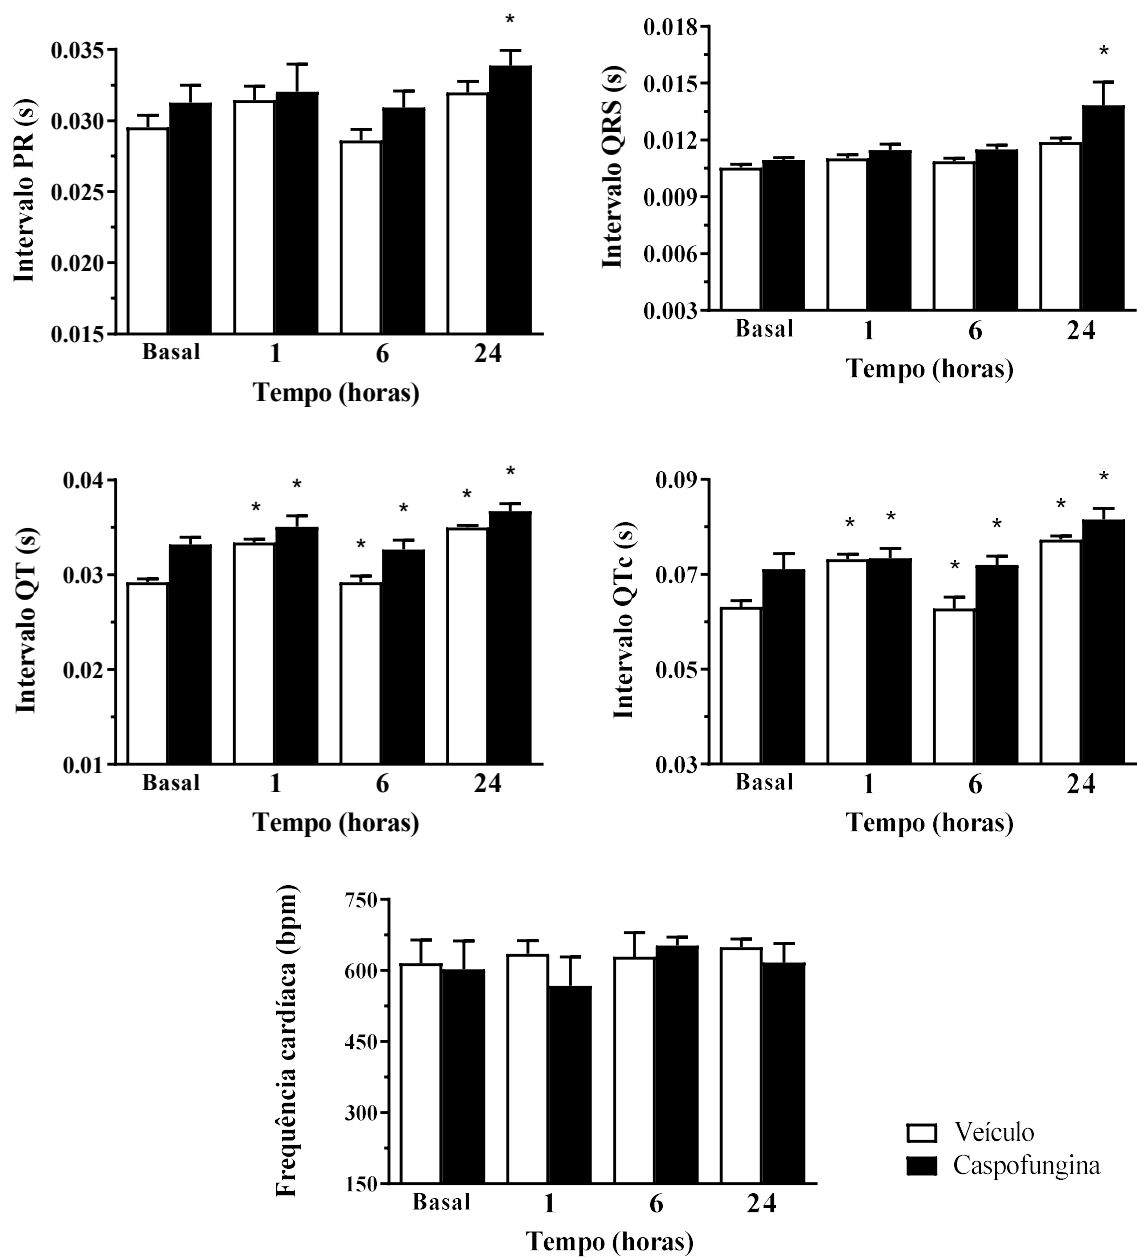 Intervalo PR (s)
*
0.035
0.030
0.025
0.020
0.015
Basal 1 6 24
Tempo (horas)
Intervalo QRS (s)
*
0.018
0.015
0.012
0.009
0.006
0.003
Basal 1 6 24
Tempo (horas)
Intervalo QT (s)
* * * * * *
0.04
0.03
0.02
0.01
Basal 1 6 24
Tempo (horas)
Intervalo QTc (s)
* * * * * *
0.09
0.07
0.05
0.03
Basal 1 6 24
Tempo (horas)
Frequência cardíaca (bpm)
750
600
450
300
150
Basal 1 6 24
Tempo (horas)
Veículo
Caspofungina